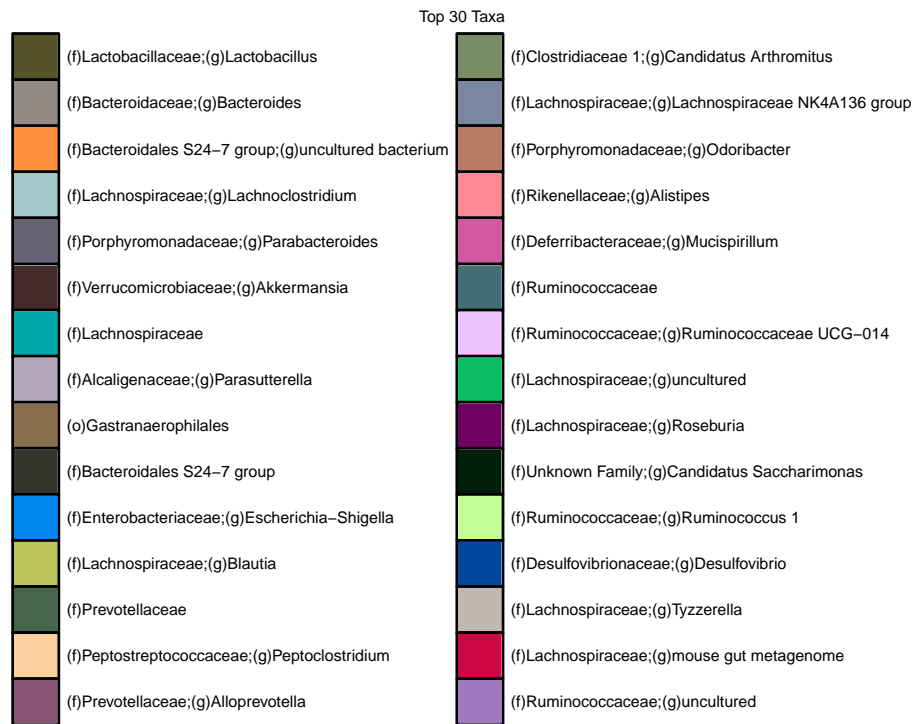 Top 30 Taxa
(f)Lactobacillaceae;(g)Lactobacillus
(f)Bacteroidaceae;(g)Bacteroides
(f)Bacteroidales S24−7 group;(g)uncultured bacterium
(f)Lachnospiraceae;(g)Lachnoclostridium
(f)Porphyromonadaceae;(g)Parabacteroides
(f)Verrucomicrobiaceae;(g)Akkermansia
(f)Lachnospiraceae
(f)Alcaligenaceae;(g)Parasutterella
(o)Gastranaerophilales
(f)Bacteroidales S24−7 group
(f)Enterobacteriaceae;(g)Escherichia−Shigella
(f)Lachnospiraceae;(g)Blautia
(f)Prevotellaceae
(f)Peptostreptococcaceae;(g)Peptoclostridium
(f)Prevotellaceae;(g)Alloprevotella
(f)Clostridiaceae 1;(g)Candidatus Arthromitus
(f)Lachnospiraceae;(g)Lachnospiraceae NK4A136 group
(f)Porphyromonadaceae;(g)Odoribacter
(f)Rikenellaceae;(g)Alistipes
(f)Deferribacteraceae;(g)Mucispirillum
(f)Ruminococcaceae
(f)Ruminococcaceae;(g)Ruminococcaceae UCG−014
(f)Lachnospiraceae;(g)uncultured
(f)Lachnospiraceae;(g)Roseburia
(f)Unknown Family;(g)Candidatus Saccharimonas
(f)Ruminococcaceae;(g)Ruminococcus 1
(f)Desulfovibrionaceae;(g)Desulfovibrio
(f)Lachnospiraceae;(g)Tyzzerella
(f)Lachnospiraceae;(g)mouse gut metagenome
(f)Ruminococcaceae;(g)uncultured